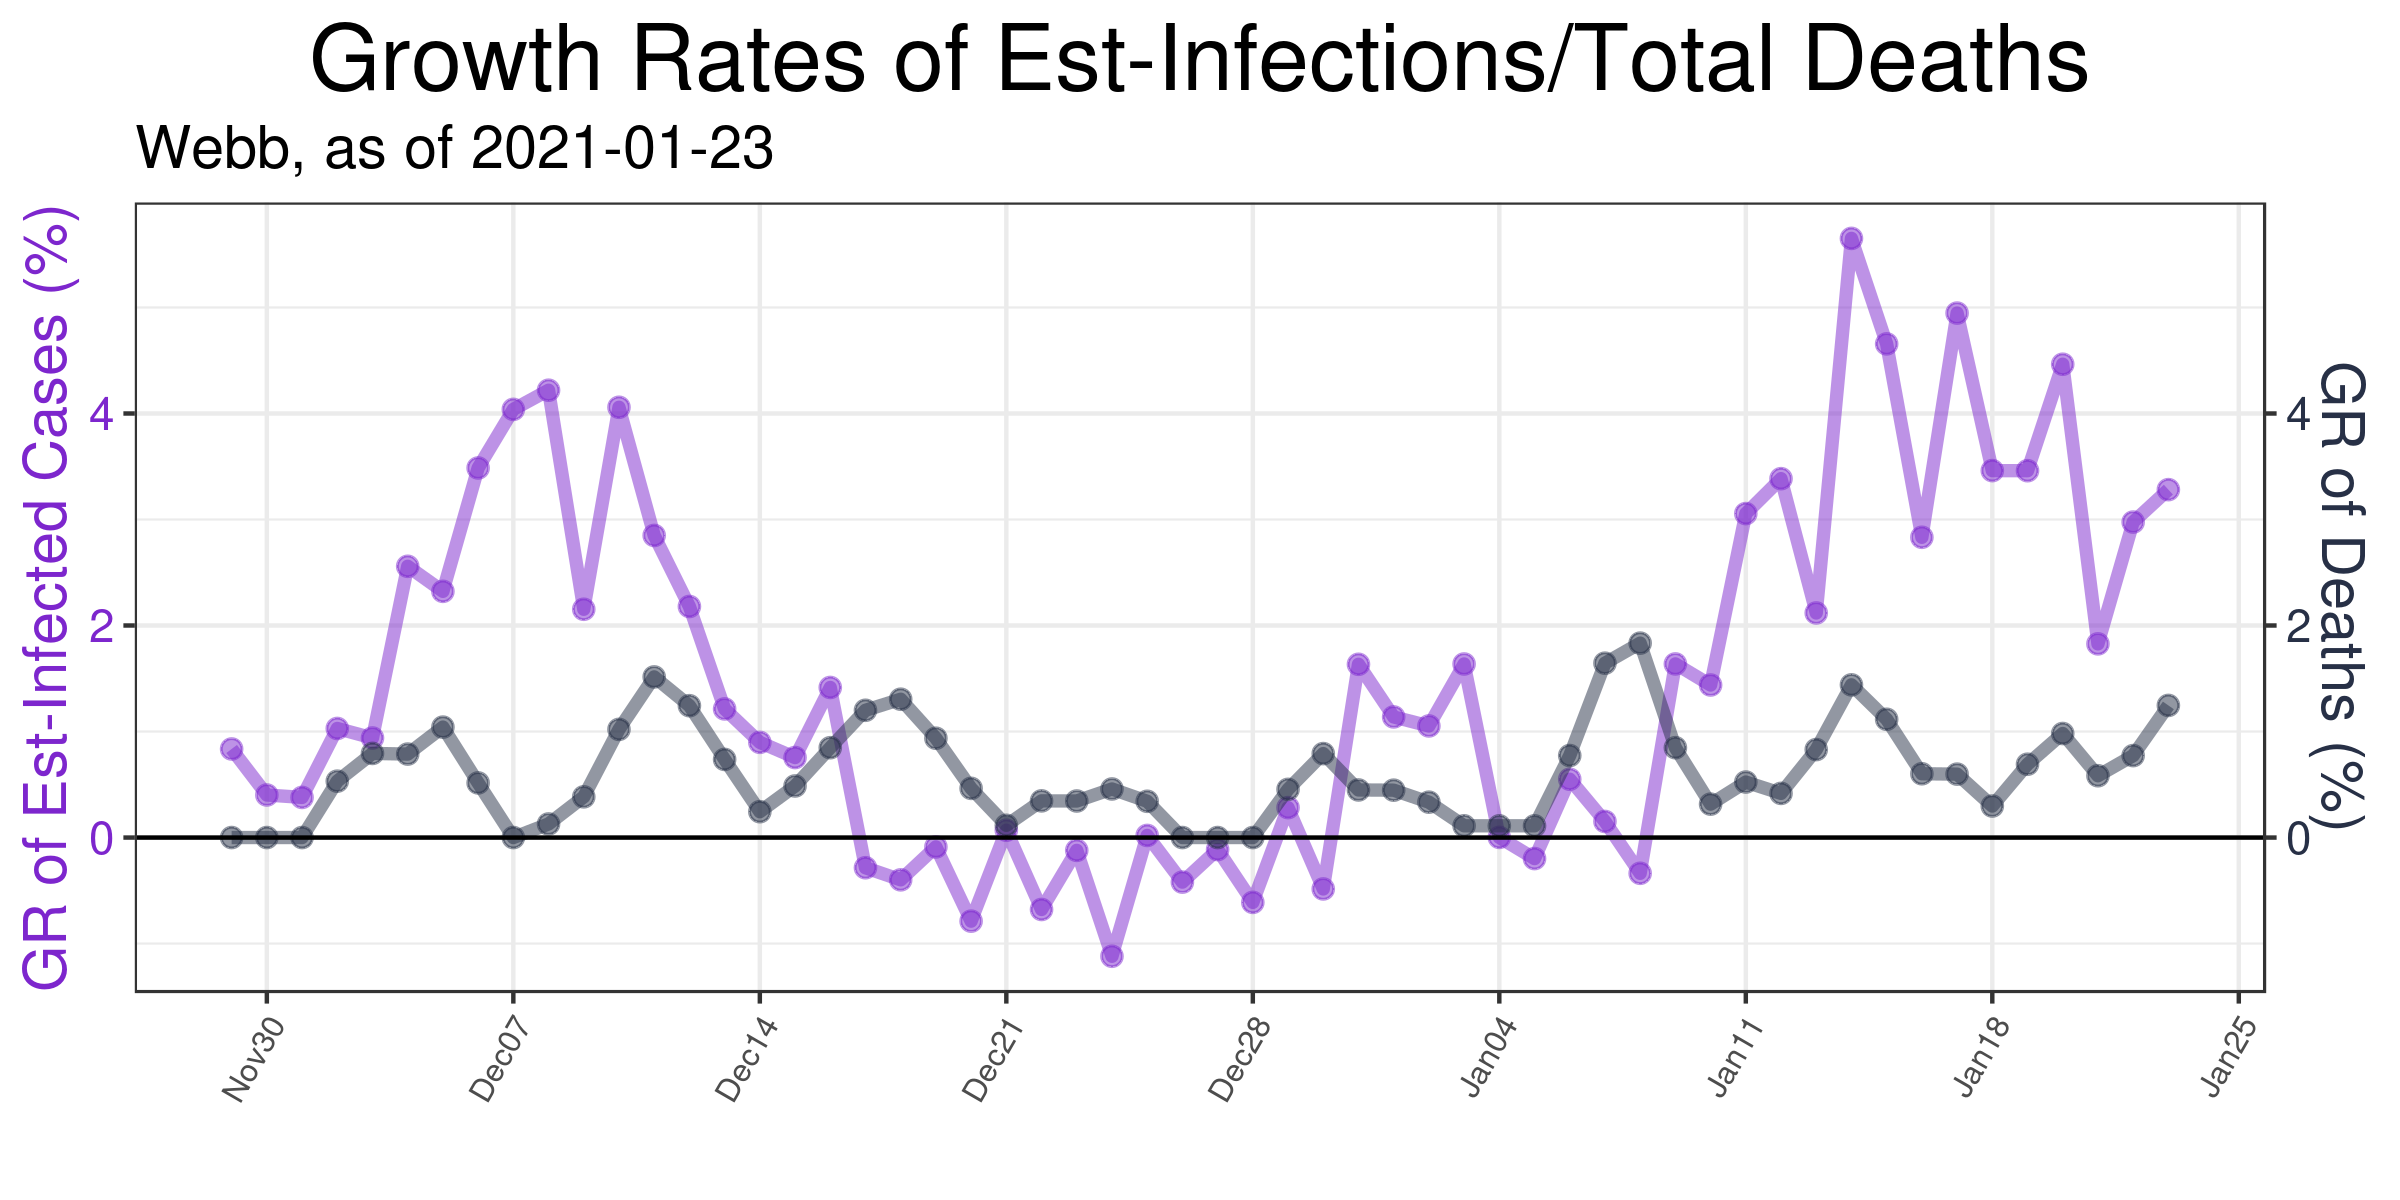 Growth Rates of Est-Infections/Total Deaths
Webb, as of 2021-01-23
GR of Est-Infected Cases (%)
4
2
0
4
2
0
GR of Deaths (%)
Nov30
Dec07
Dec14
Dec21
Dec28
Jan04
Jan11
Jan18
Jan25